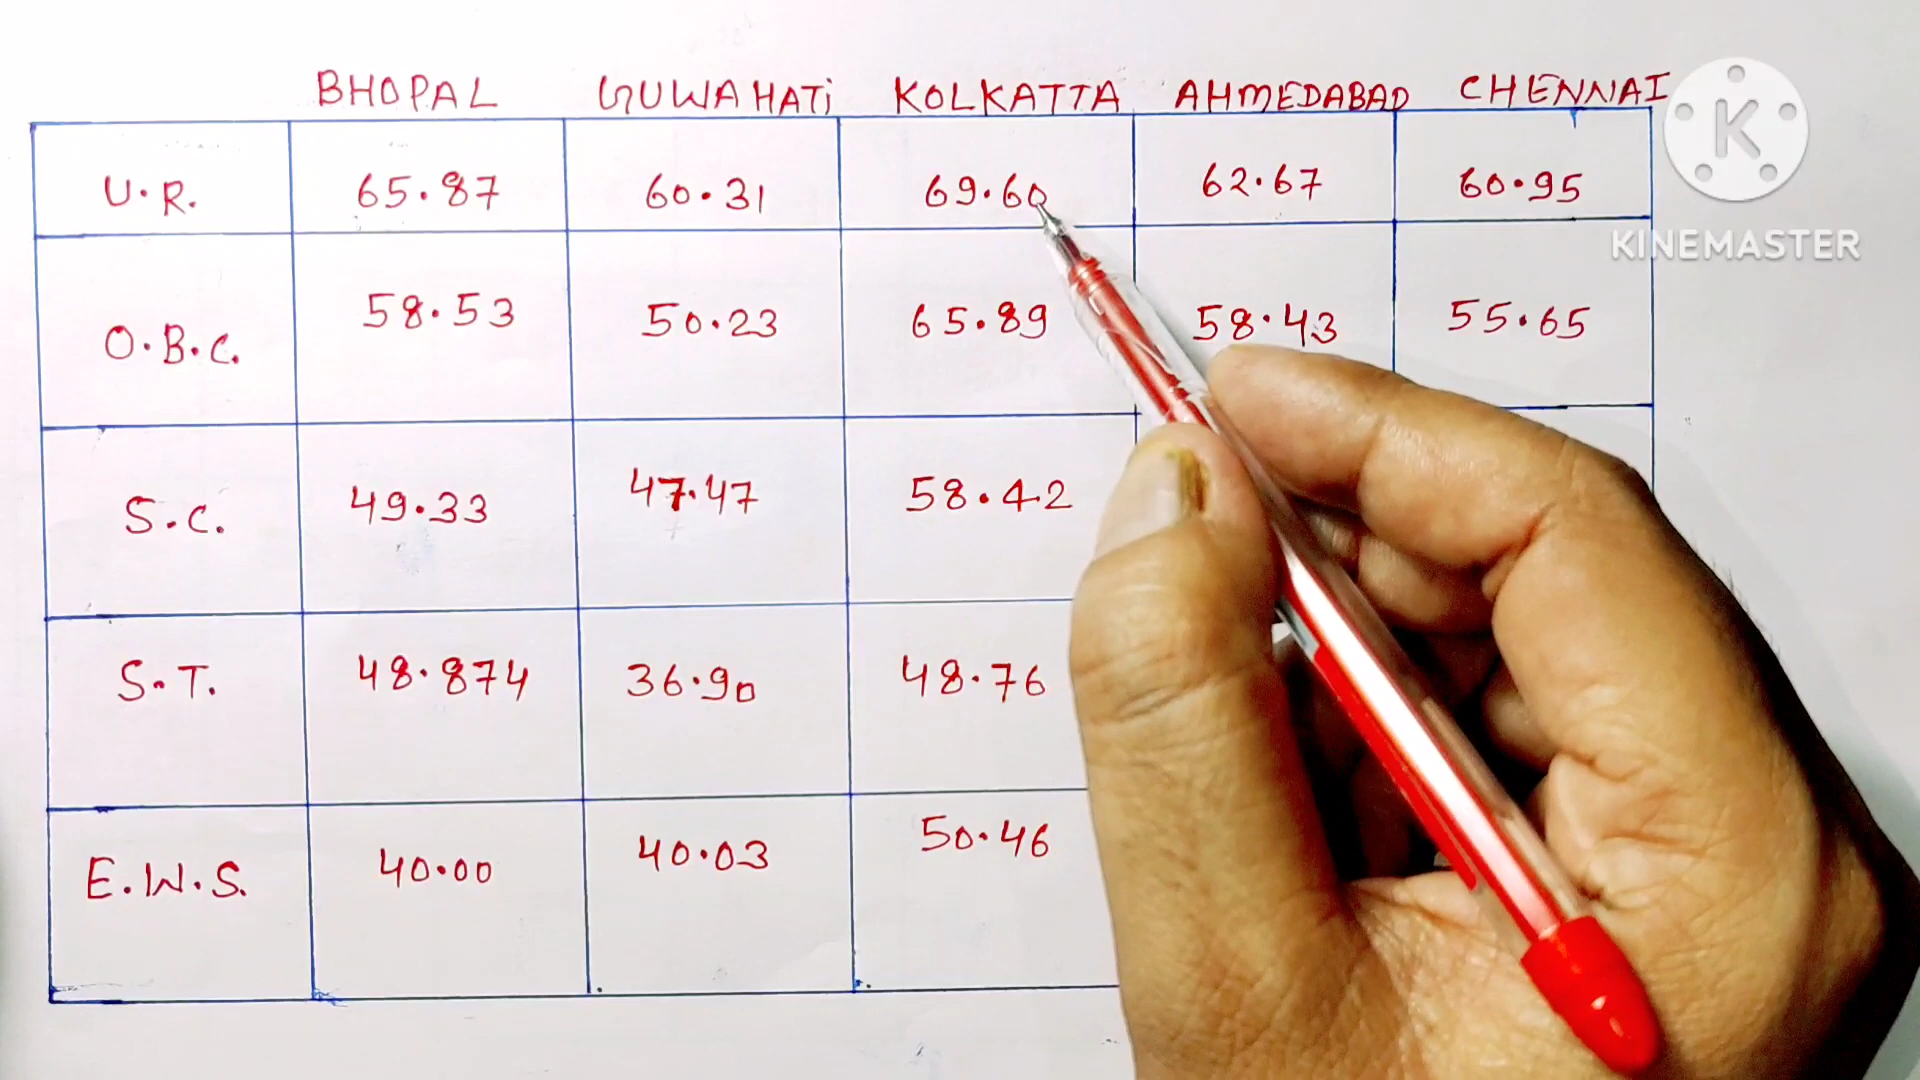 BHOPAL GUWAHATi KOLKATTA AHMEDABAD CHENNAI
U.R. 65.87 60.31 69.60 62.67 60.95
O.B.C. 58.53 50.23 65.89 58.43 55.65
S.C. 49.33 47.47 58.42
S.T. 48.874 36.90 48.76
E.W.S. 40.00 40.03 50.46
K
KINEMASTER